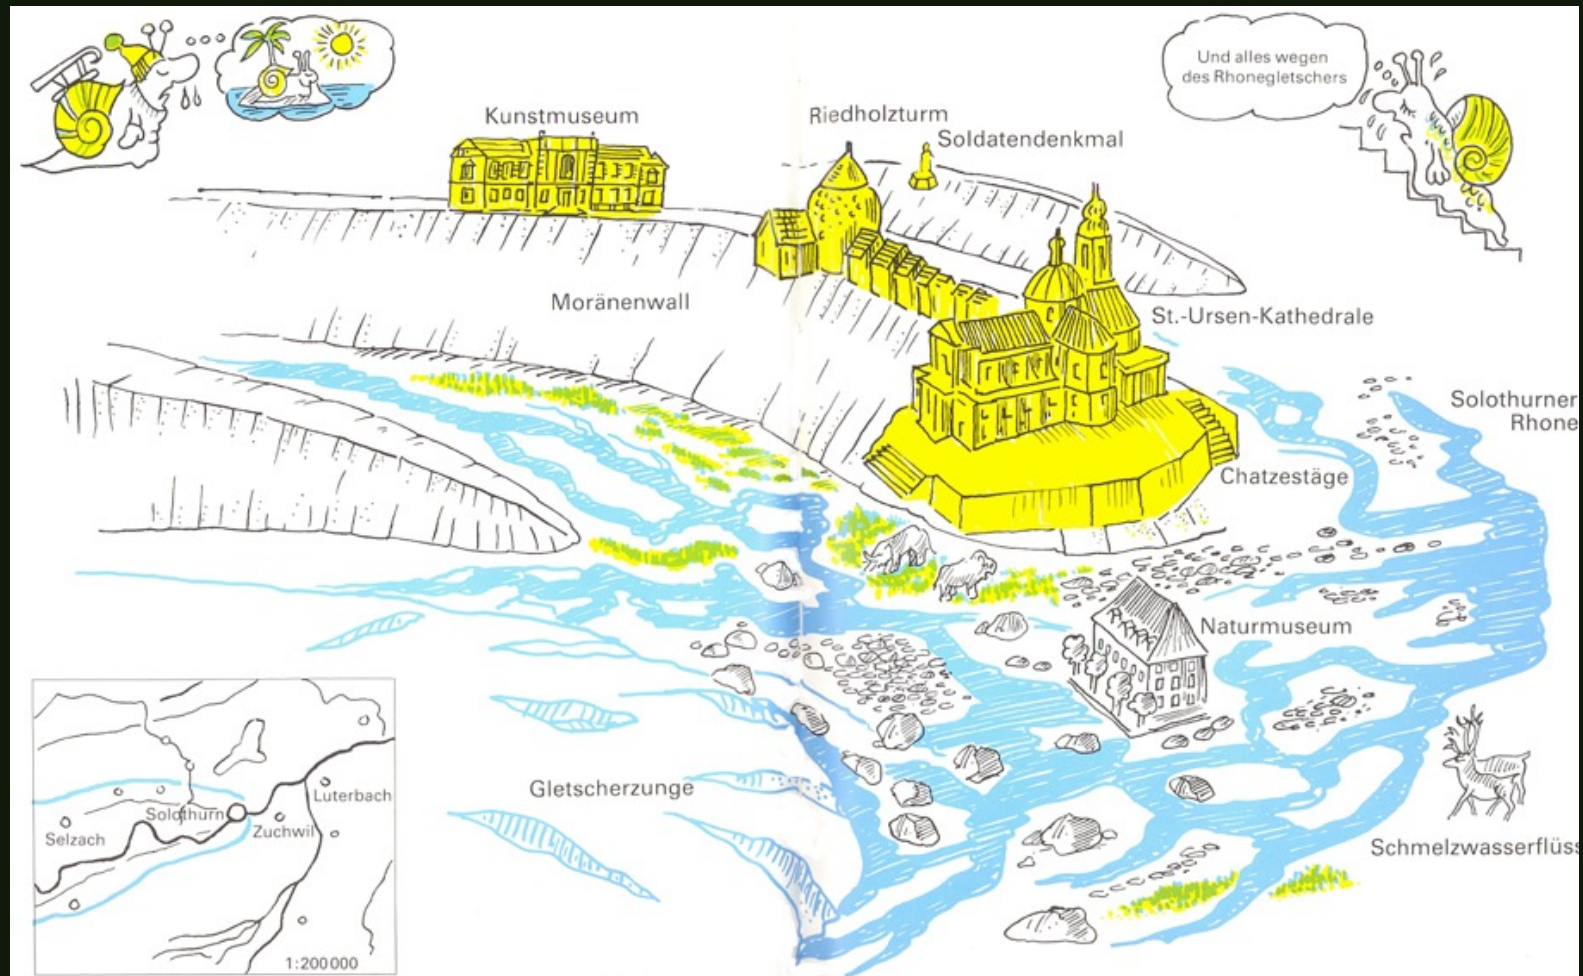 Und alles wegen
des Rhonegletschers
Kunstmuseum
Riedholzturm
Soldatendenkmal
Moränenwall
St.-Ursen-Kathedrale
Solothurner
Rhone
Chatzestäge
Naturmuseum
Gletscherzunge
Schmelzwasserflüss
Solothurn
Luterbach
Selzach
Zuchwil
1:200000